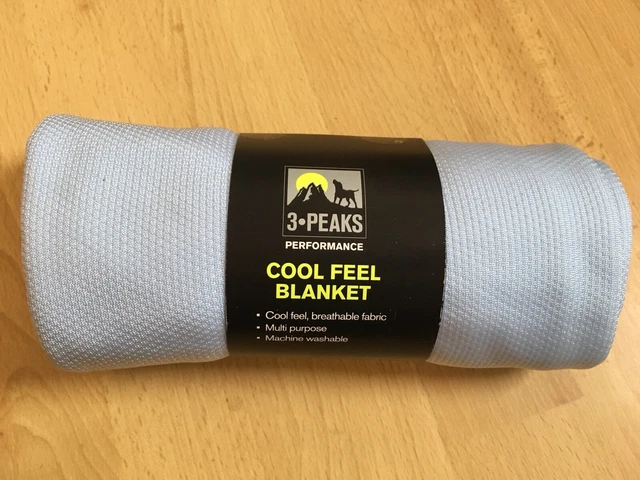 3•PEAKS
PERFORMANCE
COOL FEEL
BLANKET
• Cool feel, breathable fabric
• Multi purpose
• Machine washable